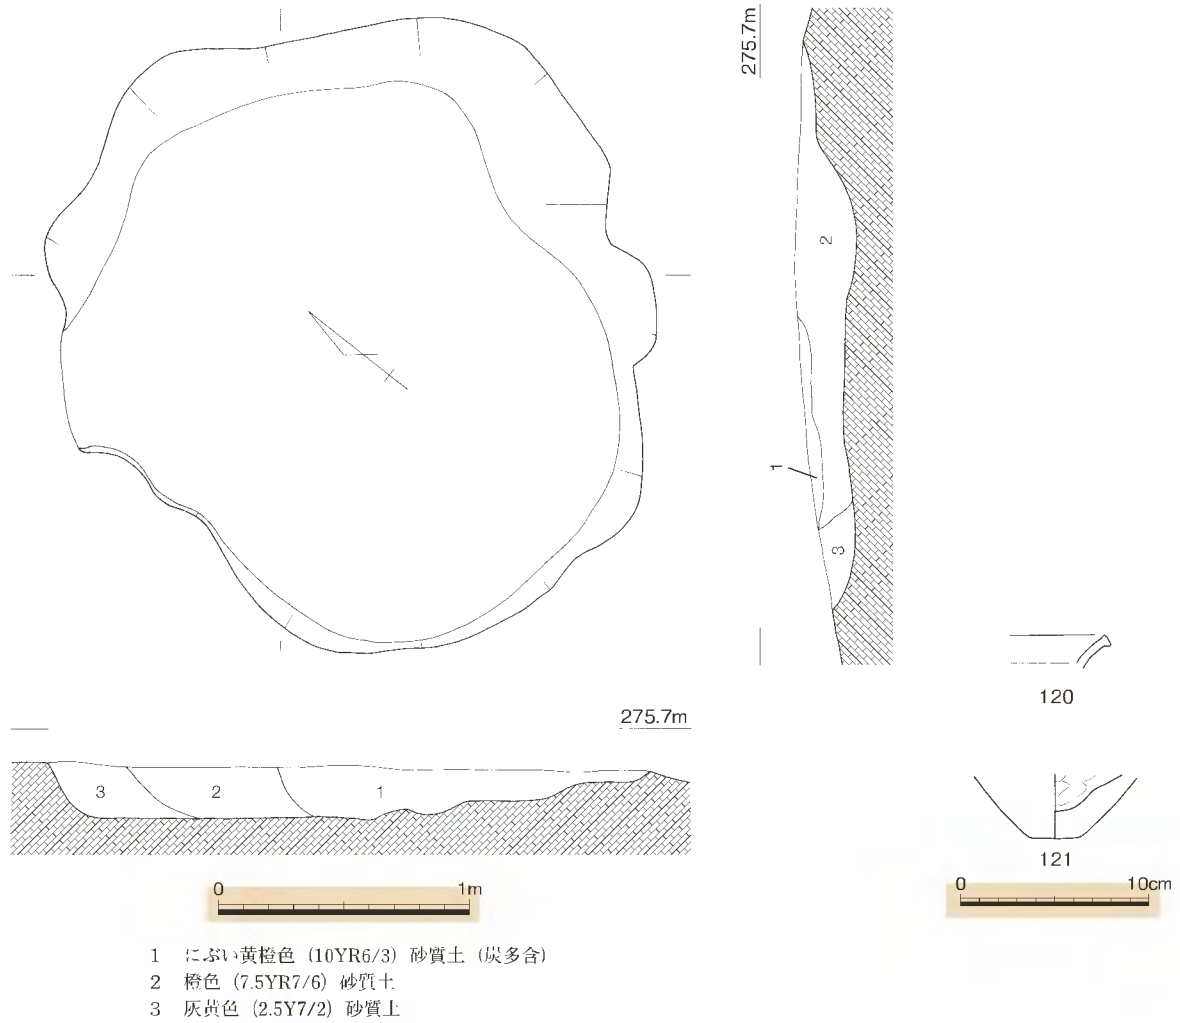 275.7m
2
1
3
120
275.7m
3 2 1
121
0 1m
0 10cm
1 にぶい黄橙色 (10YR6/3) 砂質土 (炭多含)
2 橙色 (7.5YR7/6) 砂質土
3 灰黄色 (2.5Y7/2) 砂質土